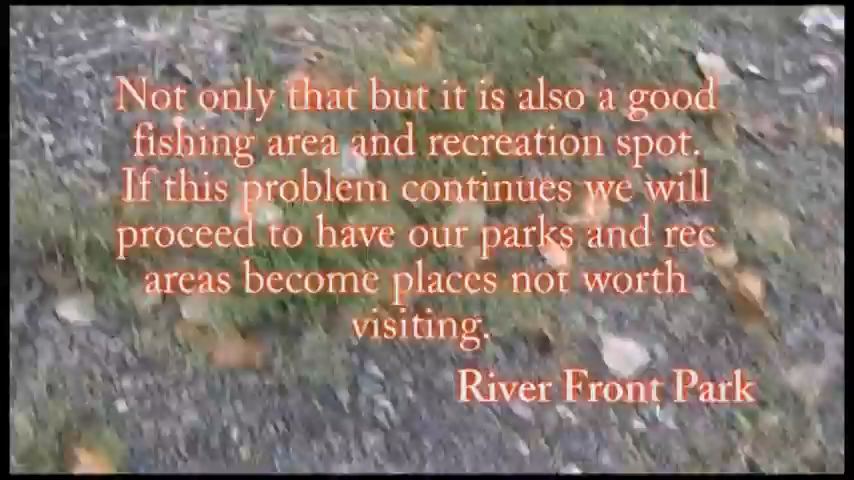 Not only that but it is also a good
fishing area and recreation spot.
If this problem continues we will
proceed to have our parks and rec
areas become places not worth
visiting.
River Front Park